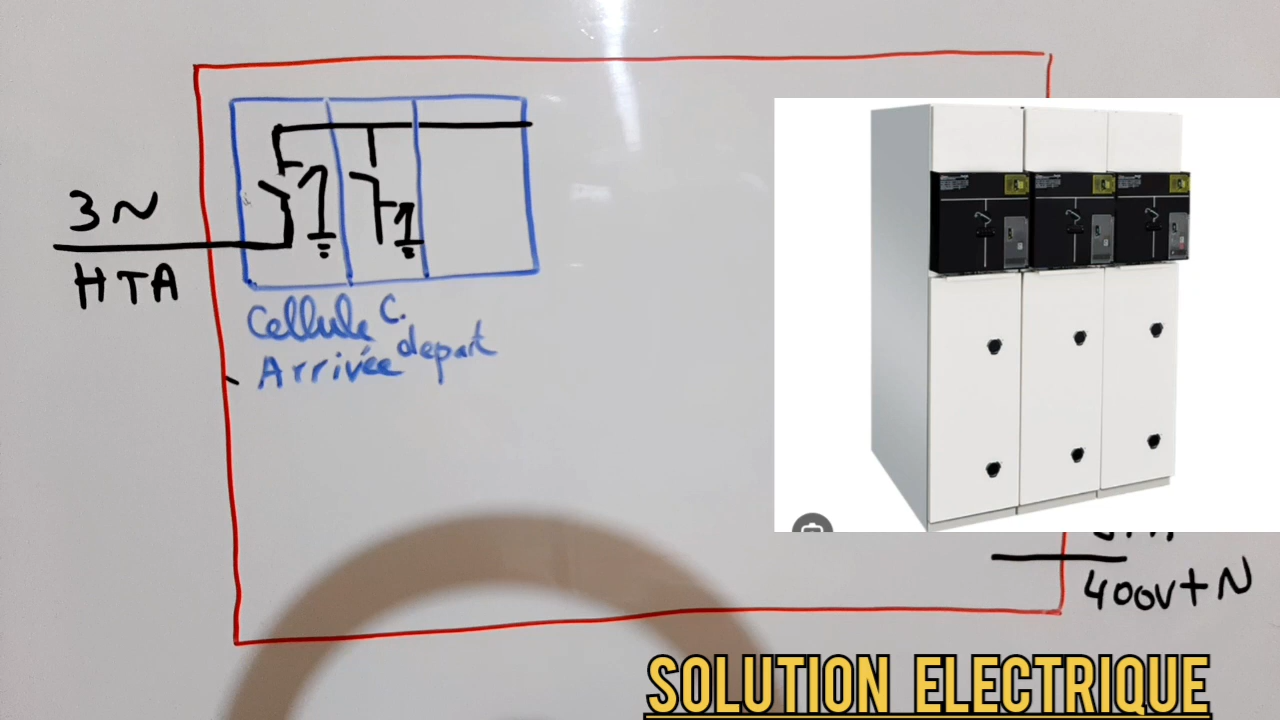 3~
HTA
Cellule C.
Arrivée depart
400V+N
SOLUTION ELECTRIQUE